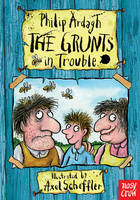 Philip Ardagh
THE GRUNTS
in Trouble
Illustrated by
Axel Scheffler
nosy
crow